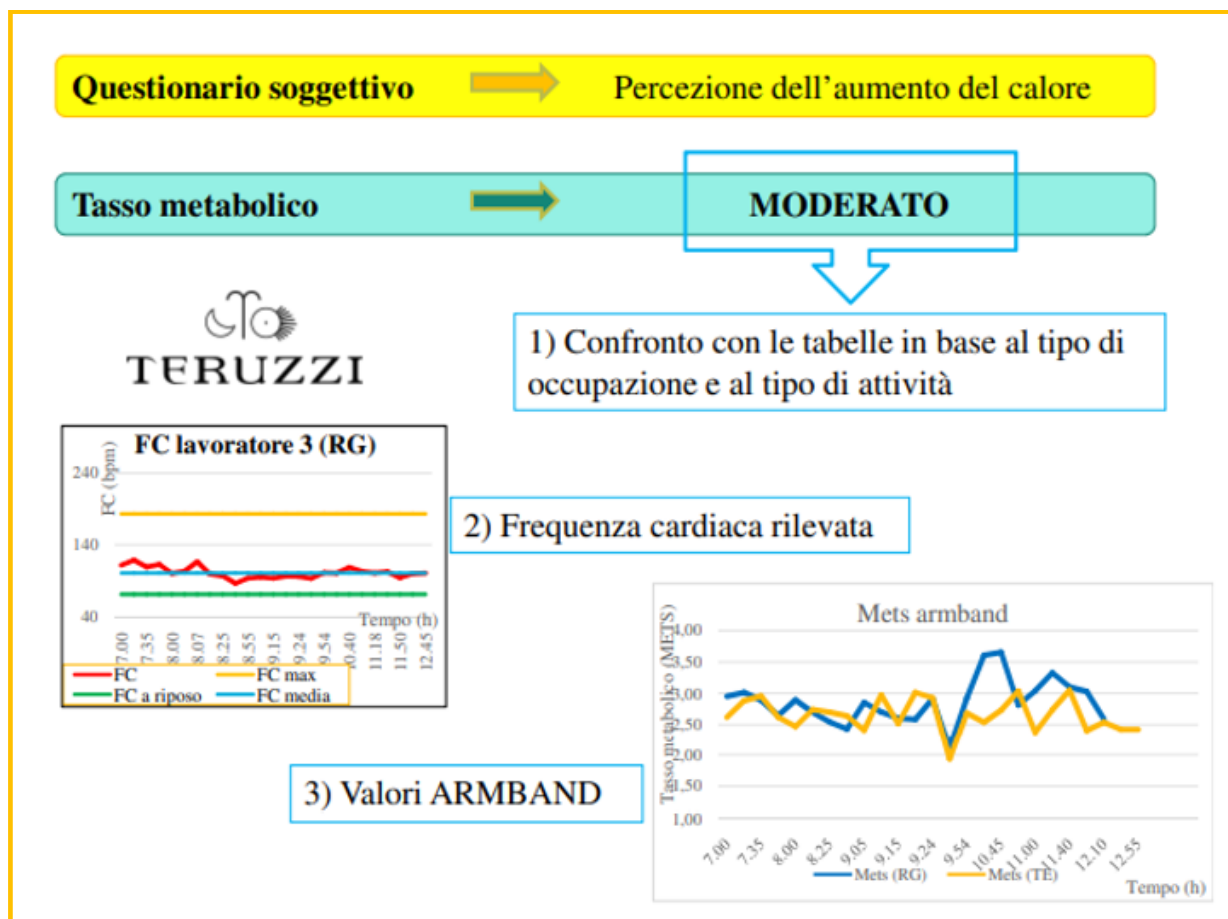 Questionario soggettivo
Percezione dell'aumento del calore
Tasso metabolico
MODERATO
TERUZZI
1) Confronto con le tabelle in base al tipo di
occupazione e al tipo di attività
FC lavoratore 3 (RG)
FC (bpm)
240
140
40
Tempo (h)
7.00
7.35
8.00
8.07
8.25
8.55
9.15
9.24
9.54
10.40
11.18
11.50
12.45
FC
FC max
FC a riposo
FC media
2) Frequenza cardiaca rilevata
3) Valori ARMBAND
Mets armband
Tasso metabolico (METS)
4,00
3,50
3,00
2,50
2,00
1,50
1,00
7.00
7.35
8.00
8.25
9.05
9.15
9.24
9.54
10.45
11.00
11.40
12.10
12.55
Mets (RG)
Mets (TE)
Tempo (h)